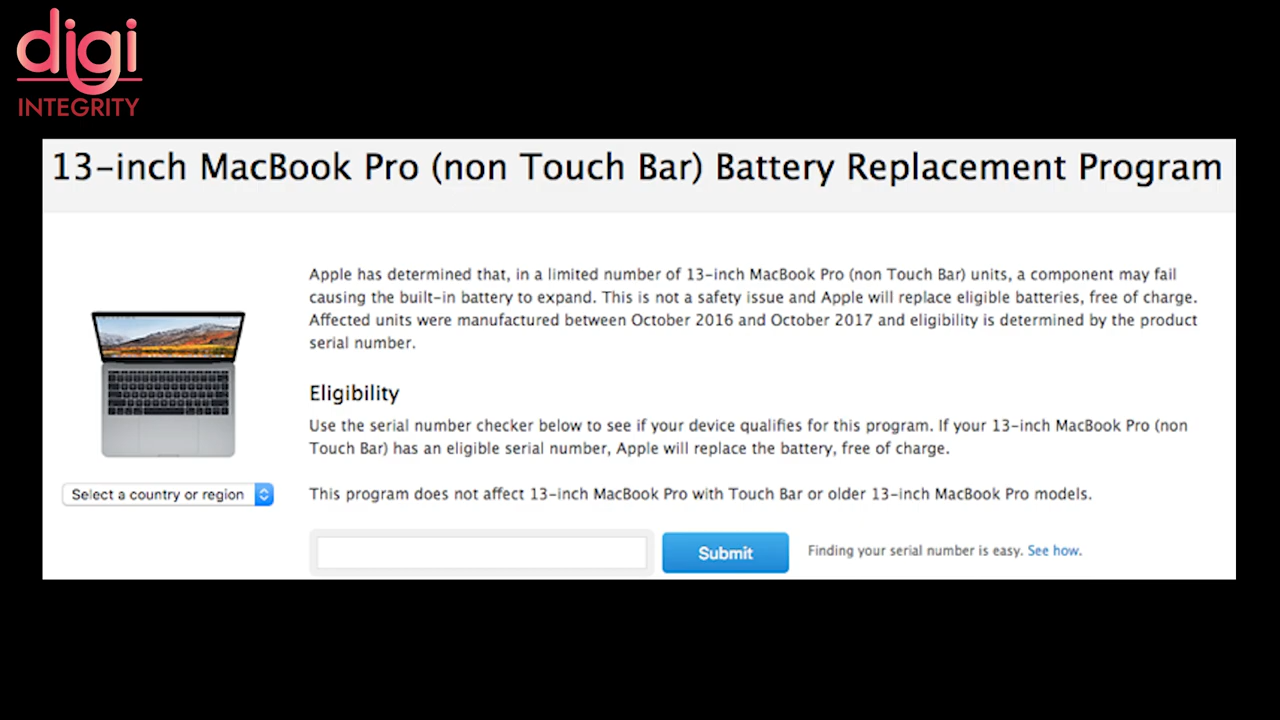 digi
INTEGRITY
13-inch MacBook Pro (non Touch Bar) Battery Replacement Program
Apple has determined that, in a limited number of 13-inch MacBook Pro (non Touch Bar) units, a component may fail
causing the built-in battery to expand. This is not a safety issue and Apple will replace eligible batteries, free of charge.
Affected units were manufactured between October 2016 and October 2017 and eligibility is determined by the product
serial number.
Eligibility
Use the serial number checker below to see if your device qualifies for this program. If your 13-inch MacBook Pro (non
Touch Bar) has an eligible serial number, Apple will replace the battery, free of charge.
Select a country or region
This program does not affect 13-inch MacBook Pro with Touch Bar or older 13-inch MacBook Pro models.
Submit
Finding your serial number is easy. See how.